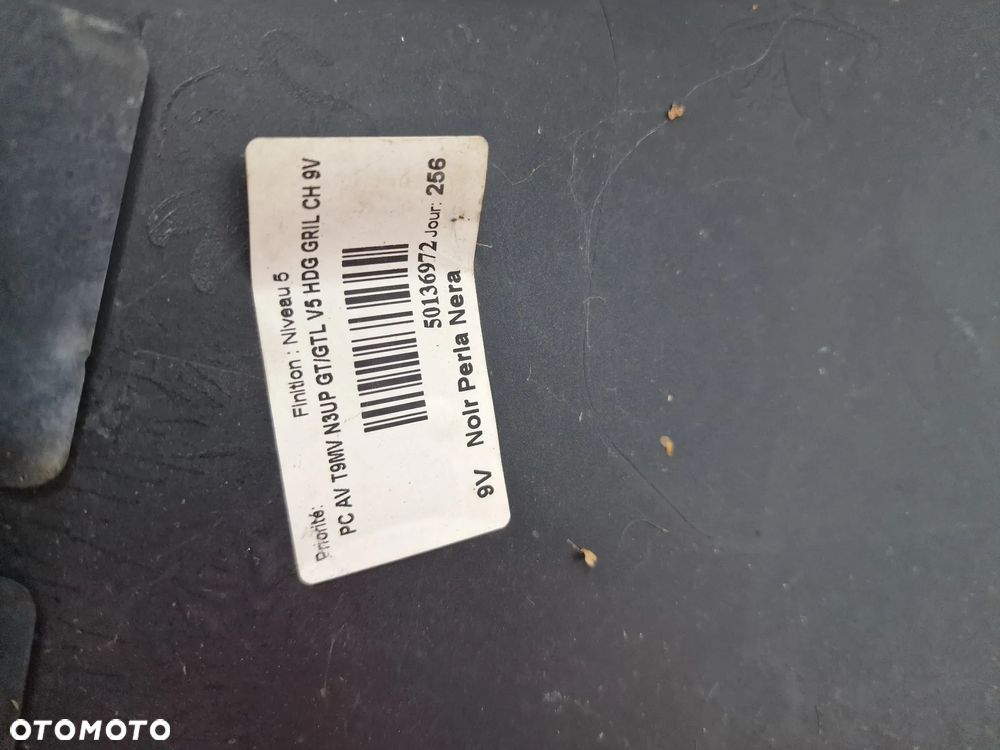 Priorité:
Finition : Niveau 5
PC AV T9MV N3UP GT/GTL V5 HDG GRIL CH 9V
50136972 Jour: 256
9V Noir Perla Nera
OTOMOTO